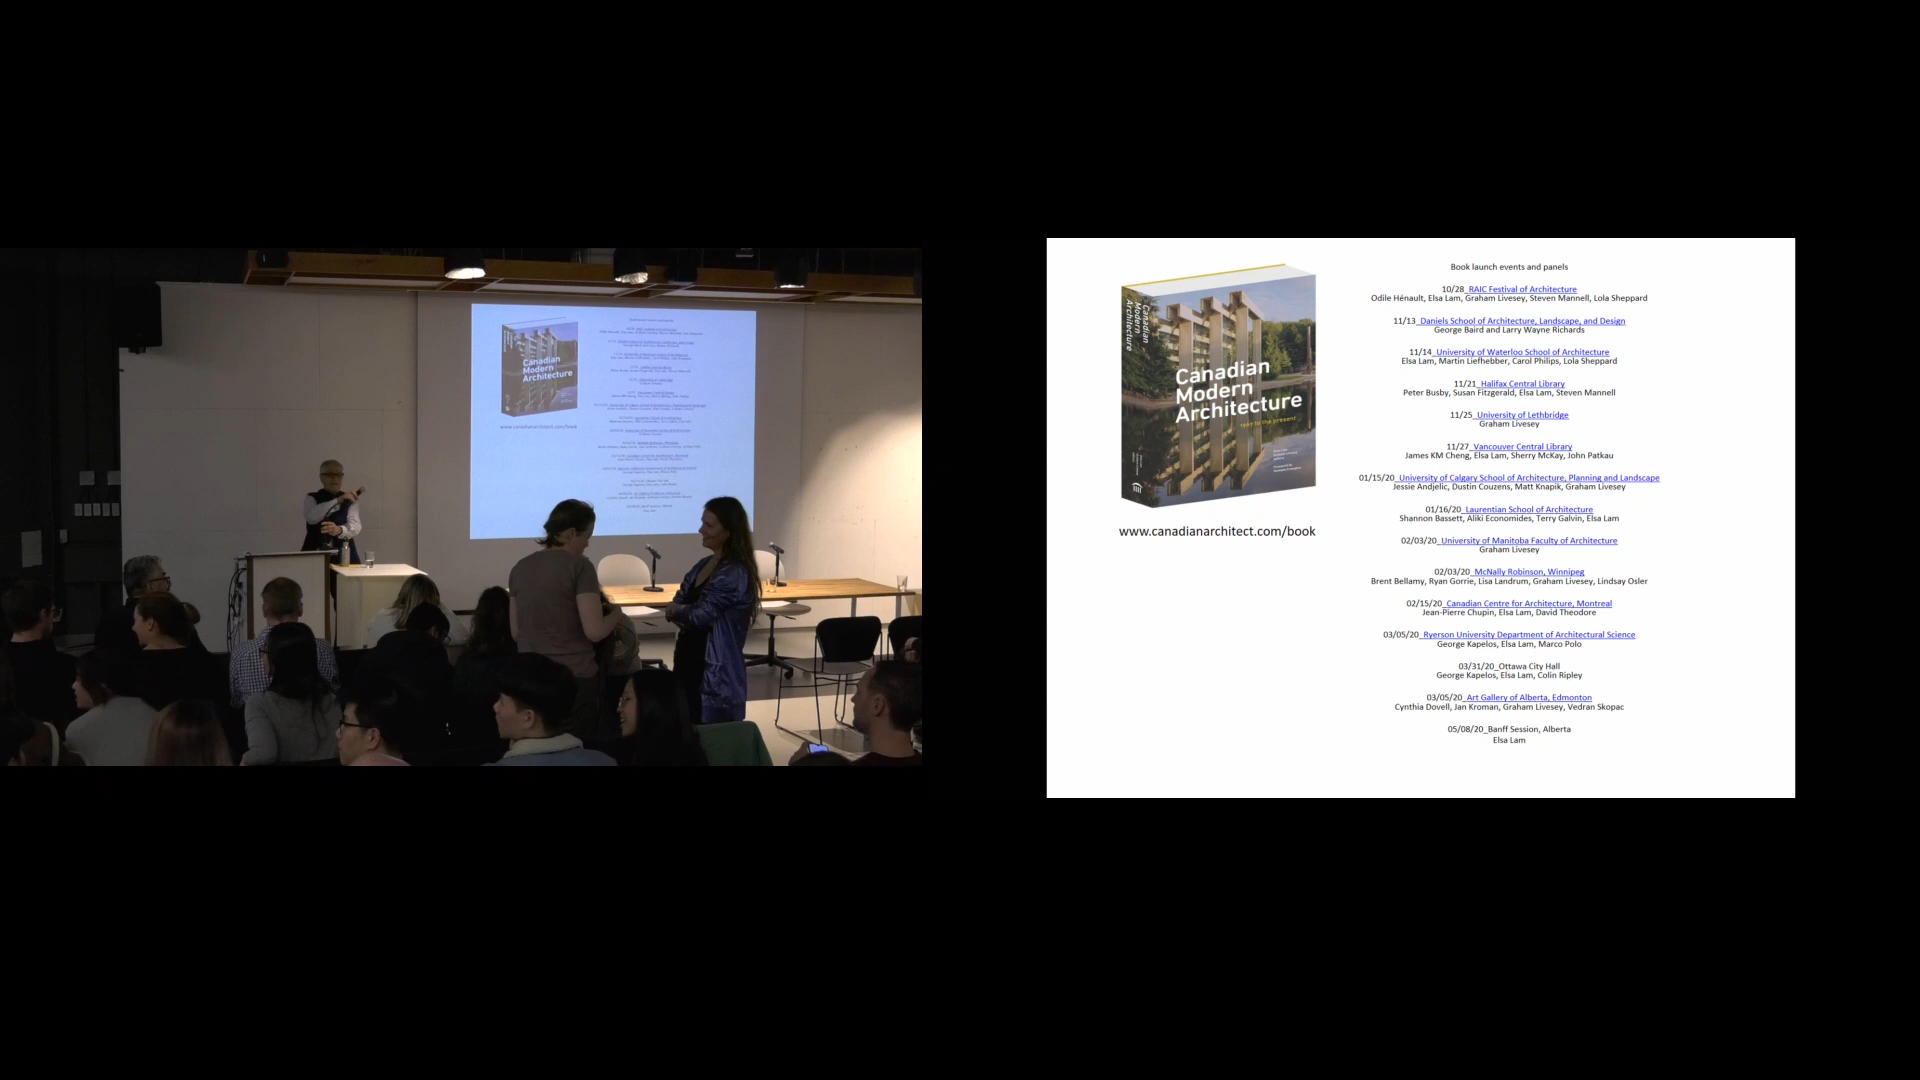 Canadian
Modern
Architecture
www.canadianarchitect.com/book
Canadian
Modern
Architecture
Canadian
Modern
Architecture
1967 to the present
www.canadianarchitect.com/book
Book launch events and panels
10/28_RAIC Festival of Architecture
Odile Hénault, Elsa Lam, Graham Livesey, Steven Mannell, Lola Sheppard
11/13_Daniels School of Architecture, Landscape, and Design
George Baird and Larry Wayne Richards
11/14_University of Waterloo School of Architecture
Elsa Lam, Martin Liefhebber, Carol Philips, Lola Sheppard
11/21_Halifax Central Library
Peter Busby, Susan Fitzgerald, Elsa Lam, Steven Mannell
11/25_University of Lethbridge
Graham Livesey
11/27_Vancouver Central Library
James KM Cheng, Elsa Lam, Sherry McKay, John Patkau
01/15/20_University of Calgary School of Architecture, Planning and Landscape
Jessie Andjelic, Dustin Couzens, Matt Knapik, Graham Livesey
01/16/20_Laurentian School of Architecture
Shannon Bassett, Aliki Economides, Terry Galvin, Elsa Lam
02/03/20_University of Manitoba Faculty of Architecture
Graham Livesey
02/03/20_McNally Robinson, Winnipeg
Brent Bellamy, Ryan Gorrie, Lisa Landrum, Graham Livesey, Lindsay Osler
02/15/20_Canadian Centre for Architecture, Montreal
Jean-Pierre Chupin, Elsa Lam, David Theodore
03/05/20_Ryerson University Department of Architectural Science
George Kapelos, Elsa Lam, Marco Polo
03/31/20_Ottawa City Hall
George Kapelos, Elsa Lam, Colin Ripley
03/05/20_Art Gallery of Alberta, Edmonton
Cynthia Dovell, Jan Kroman, Graham Livesey, Vedran Skopac
05/08/20_Banff Session, Alberta
Elsa Lam